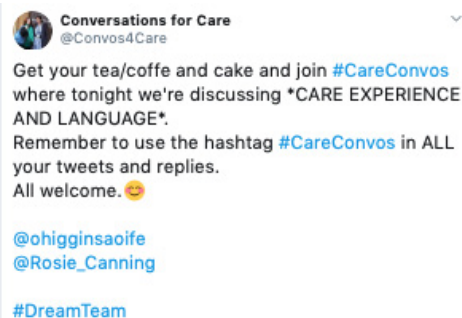 Conversations for Care
@Convos4Care
Get your tea/coffe and cake and join #CareConvos
where tonight we're discussing *CARE EXPERIENCE
AND LANGUAGE*.
Remember to use the hashtag #CareConvos in ALL
your tweets and replies.
All welcome.😊
@ohigginsaoife
@Rosie_Canning
#DreamTeam